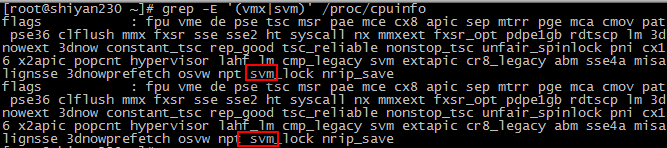 [root@shiyan230 ~]# grep -E '(vmx|svm)' /proc/cpuinfo
flags : fpu vme de pse tsc msr pae mce cx8 apic sep mtrr pge mca cmov pat
pse36 clflush mmx fxsr sse sse2 ht syscall nx mmxext fxsr_opt pdpe1gb rdtscp lm 3d
nowext 3dnow constant_tsc rep_good tsc_reliable nonstop_tsc unfair_spinlock pni cx1
6 x2apic popcnt hypervisor lahf_lm cmp_legacy svm extapic cr8_legacy abm sse4a misa
lignsse 3dnowprefetch osvw npt svm_lock nrip_save
flags : fpu vme de pse tsc msr pae mce cx8 apic sep mtrr pge mca cmov pat
pse36 clflush mmx fxsr sse sse2 ht syscall nx mmxext fxsr_opt pdpe1gb rdtscp lm 3d
nowext 3dnow constant_tsc rep_good tsc_reliable nonstop_tsc unfair_spinlock pni cx1
6 x2apic popcnt hypervisor lahf_lm cmp_legacy svm extapic cr8_legacy abm sse4a misa
lignsse 3dnowprefetch osvw npt svm_lock nrip_save